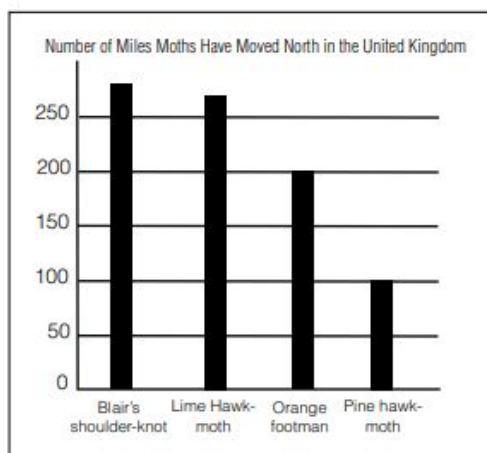 Number of Miles Moths Have Moved North in the United Kingdom
250
200
150
100
50
0
Blair's
shoulder-knot
Lime Hawk-
moth
Orange
footman
Pine hawk-
moth